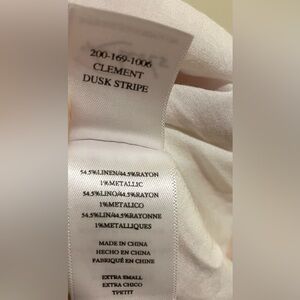 200-169-1006
CLEMENT
DUSK STRIPE
54.5%LINEN/44.5%RAYON
1%METALLIC
54.5%LINO/44.5%RAYON
1%METALICO
54.5%LIN/44.5%RAYONNE
1%METALLIQUES
MADE IN CHINA
HECHO EN CHINA
FABRIQUÉ EN CHINE
EXTRA SMALL
EXTRA CHICO
TPETIT